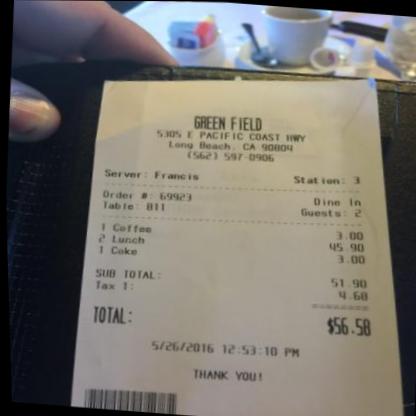 GREEN FIELD
5305 E PACIFIC COAST HWY
Long Beach, CA 90804
(562) 597-0906
Server: Francis Station: 3
Order #: 69923 Dine In
Table: B11 Guests: 2
1 Coffee 3.00
2 Lunch 45.90
1 Coke 3.00
SUB TOTAL: 51.90
Tax 1: 4.68
TOTAL: $56.58
5/26/2016 12:53:10 PM
THANK YOU!